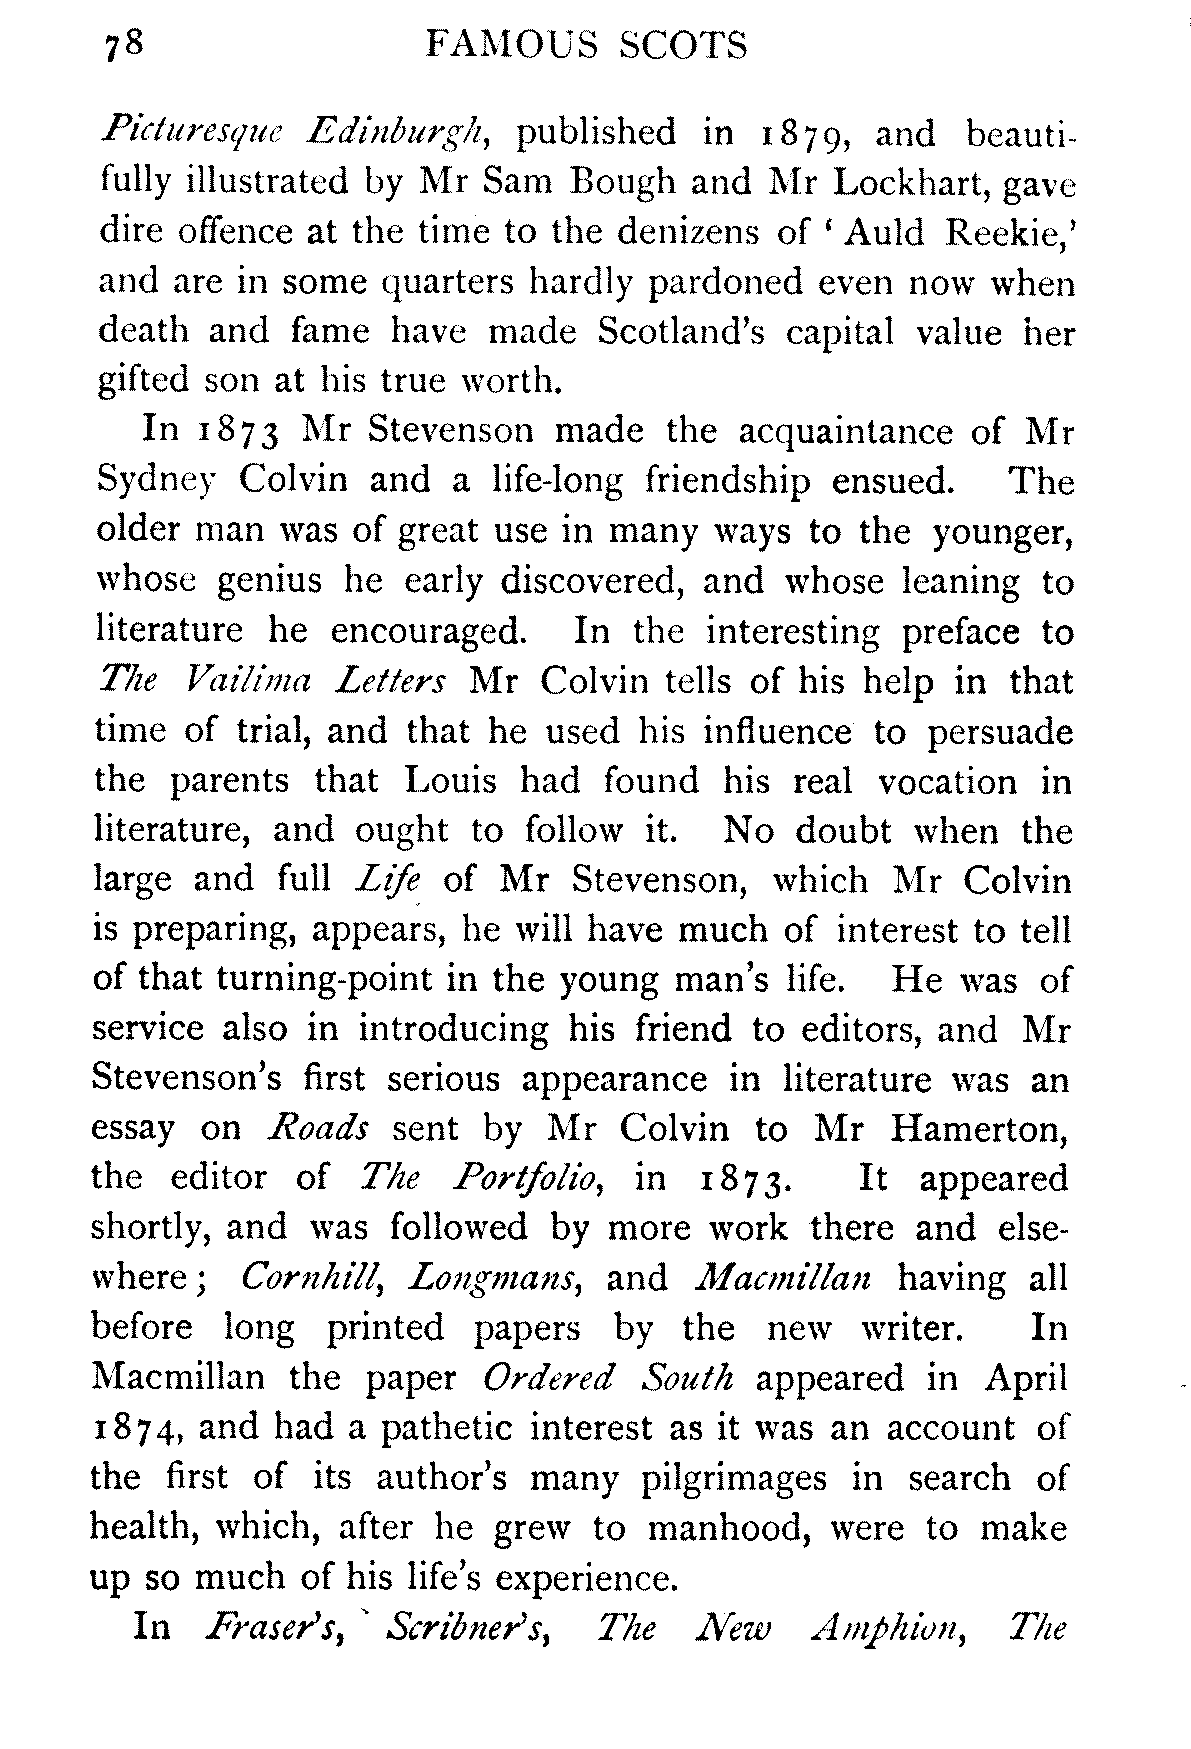 78 FAMOUS SCOTS
Picturesque Edinburgh, published in 1879, and beauti-
fully illustrated by Mr Sam Bough and Mr Lockhart, gave
dire offence at the time to the denizens of ‘ Auld Reekie,’
and are in some quarters hardly pardoned even now when
death and fame have made Scotland's capital value her
gifted son at his true worth.
In 1873 Mr Stevenson made the acquaintance of Mr
Sydney Colvin and a life-long friendship ensued. The
older man was of great use in many ways to the younger,
whose genius he early discovered, and whose leaning to
literature he encouraged. In the interesting preface to
The Vailima Letters Mr Colvin tells of his help in that
time of trial, and that he used his influence to persuade
the parents that Louis had found his real vocation in
literature, and ought to follow it. No doubt when the
large and full Life of Mr Stevenson, which Mr Colvin
is preparing, appears, he will have much of interest to tell
of that turning-point in the young man's life. He was of
service also in introducing his friend to editors, and Mr
Stevenson's first serious appearance in literature was an
essay on Roads sent by Mr Colvin to Mr Hamerton,
the editor of The Portfolio, in 1873. It appeared
shortly, and was followed by more work there and else-
where ; Cornhill, Longmans, and Macmillan having all
before long printed papers by the new writer. In
Macmillan the paper Ordered South appeared in April
1874, and had a pathetic interest as it was an account of
the first of its author's many pilgrimages in search of
health, which, after he grew to manhood, were to make
up so much of his life's experience.
In Fraser's, Scribner's, The New Amphion, The